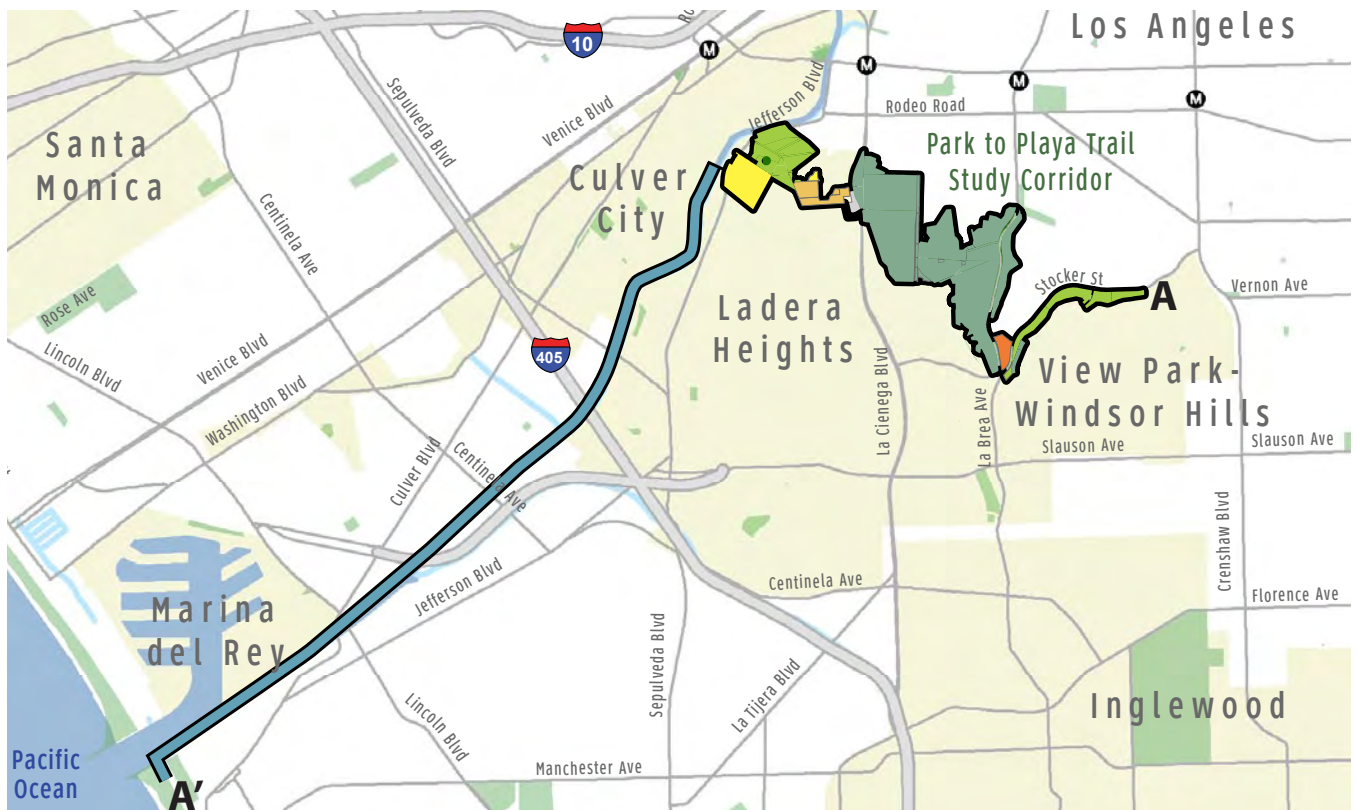 Los Angeles
10
M
Sepulveda Blvd
Jefferson Blvd
M
M
M
Rodeo Road
Venice Blvd
Santa
Monica
Park to Playa Trail
Study Corridor
Culver
City
Centinela Ave
Stocker St
A
Vernon Ave
Rose Ave
Ladera
Heights
Lincoln Blvd
Venice Blvd
405
La Cienega Blvd
View Park-
Windsor Hills
Washington Blvd
La Brea Ave
Slauson Ave
Slauson Ave
Culver Blvd
Centinela Ave
Crenshaw Blvd
Jefferson Blvd
Centinela Ave
Florence Ave
Marina
del Rey
Sepulveda Blvd
La Tijera Blvd
Lincoln Blvd
Inglewood
Pacific
Ocean
Manchester Ave
A'